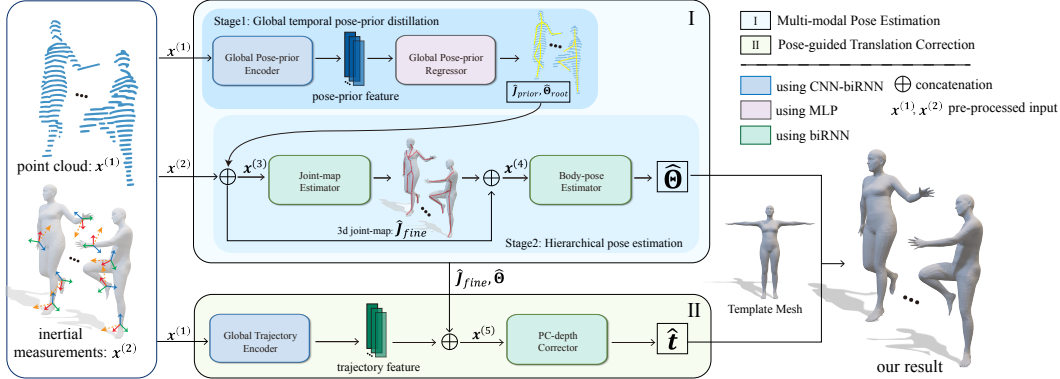 Stage1: Global temporal pose-prior distillation
I
x^(1)
Global Pose-prior
Encoder
pose-prior feature
Global Pose-prior
Regressor
Ĵ_prior, Θ̂_root
point cloud: x^(1)
x^(2)
x^(3)
Joint-map
Estimator
3d joint-map: Ĵ_fine
x^(4)
Body-pose
Estimator
Θ̂
Stage2: Hierarchical pose estimation
Ĵ_fine, Θ̂
inertial
measurements: x^(2)
II
x^(1)
Global Trajectory
Encoder
trajectory feature
x^(5)
PC-depth
Corrector
t̂
I Multi-modal Pose Estimation
II Pose-guided Translation Correction
using CNN-biRNN
using MLP
using biRNN
concatenation
x^(1), x^(2) pre-processed input
Template Mesh
our result